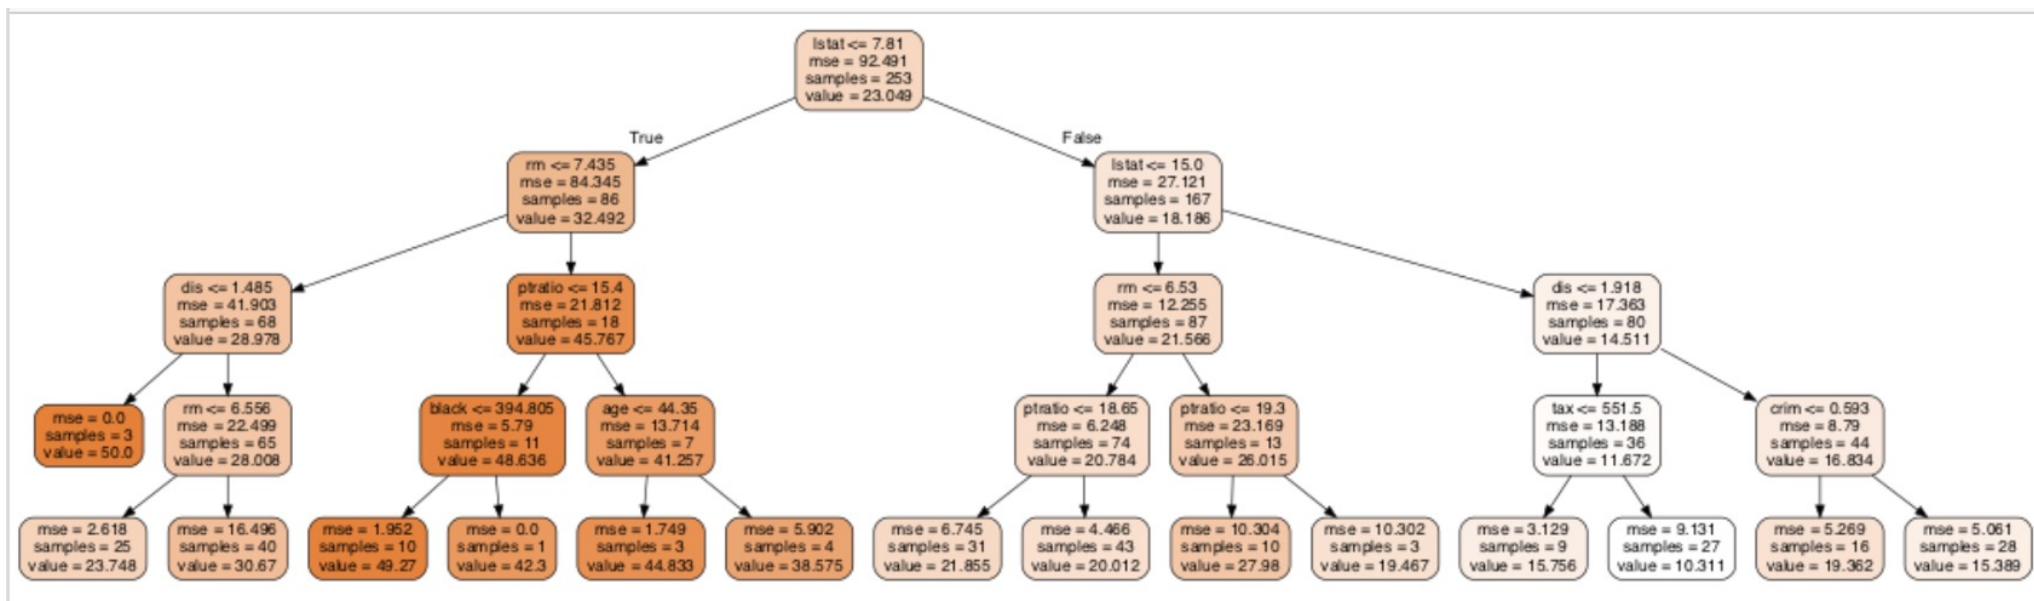 lstat <= 7.81
mse = 92.491
samples = 253
value = 23.049
True
False
rm <= 7.435
mse = 84.345
samples = 86
value = 32.492
lstat <= 15.0
mse = 27.121
samples = 167
value = 18.186
dis <= 1.485
mse = 41.903
samples = 68
value = 28.978
ptratio <= 15.4
mse = 21.812
samples = 18
value = 45.767
rm <= 6.53
mse = 12.255
samples = 87
value = 21.566
dis <= 1.918
mse = 17.363
samples = 80
value = 14.511
mse = 0.0
samples = 3
value = 50.0
rm <= 6.556
mse = 22.499
samples = 65
value = 28.008
black <= 394.805
mse = 5.79
samples = 11
value = 48.636
age <= 44.35
mse = 13.714
samples = 7
value = 41.257
ptratio <= 18.65
mse = 6.248
samples = 74
value = 20.784
ptratio <= 19.3
mse = 23.169
samples = 13
value = 26.015
tax <= 551.5
mse = 13.188
samples = 36
value = 11.672
crim <= 0.593
mse = 8.79
samples = 44
value = 16.834
mse = 2.618
samples = 25
value = 23.748
mse = 16.496
samples = 40
value = 30.67
mse = 1.952
samples = 10
value = 49.27
mse = 0.0
samples = 1
value = 42.3
mse = 1.749
samples = 3
value = 44.833
mse = 5.902
samples = 4
value = 38.575
mse = 6.745
samples = 31
value = 21.855
mse = 4.466
samples = 43
value = 20.012
mse = 10.304
samples = 10
value = 27.98
mse = 10.302
samples = 3
value = 19.467
mse = 3.129
samples = 9
value = 15.756
mse = 9.131
samples = 27
value = 10.311
mse = 5.269
samples = 16
value = 19.362
mse = 5.061
samples = 28
value = 15.389